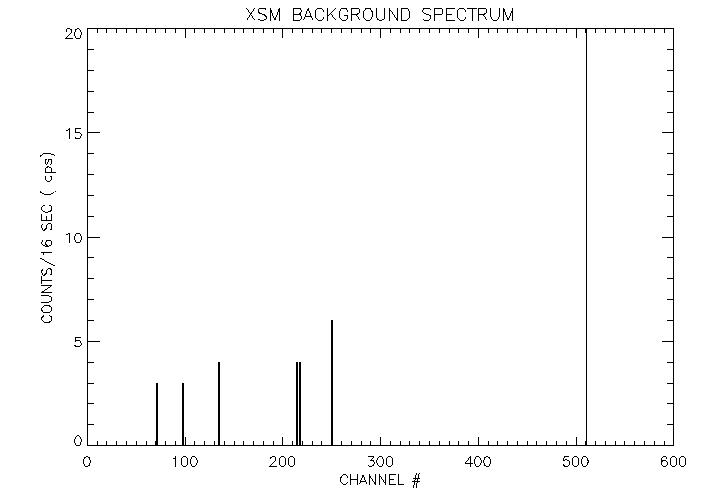 XSM BACKGROUND SPECTRUM
20
15
10
5
0
COUNTS/16 SEC ( cps)
0 100 200 300 400 500 600
CHANNEL #